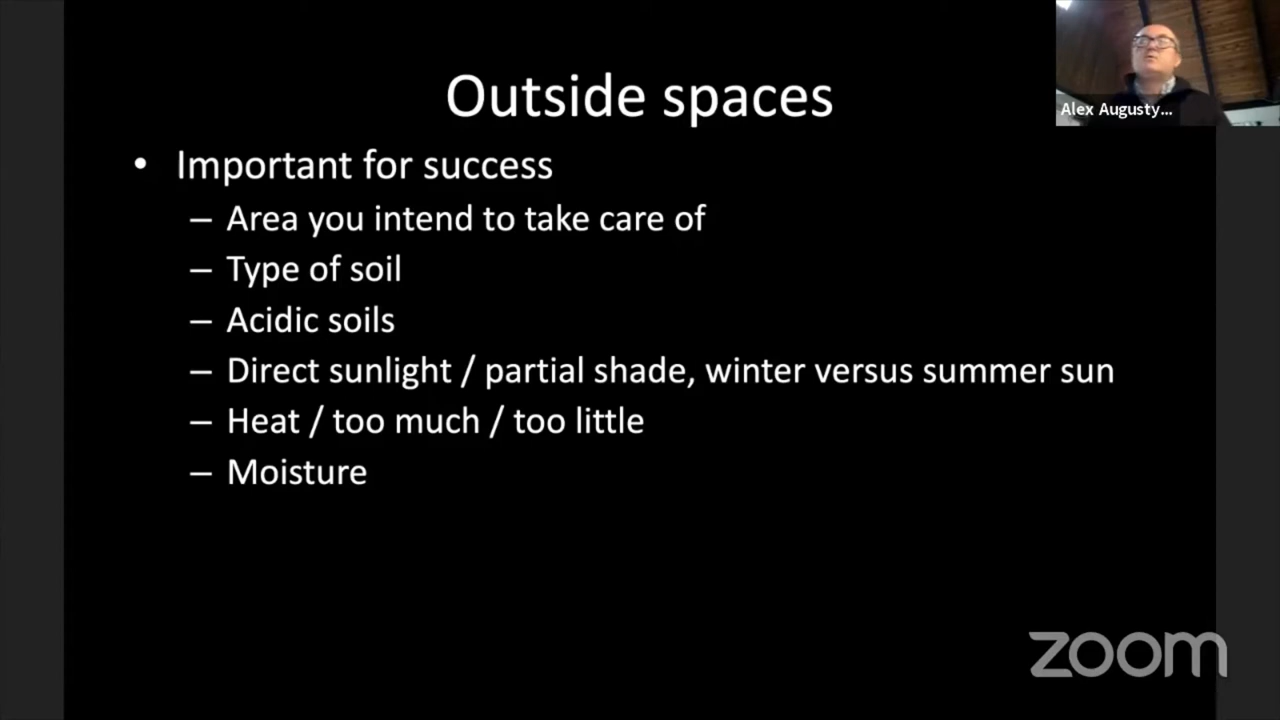 Outside spaces
• Important for success
– Area you intend to take care of
– Type of soil
– Acidic soils
– Direct sunlight / partial shade, winter versus summer sun
– Heat / too much / too little
– Moisture
Alex Augusty...
zoom